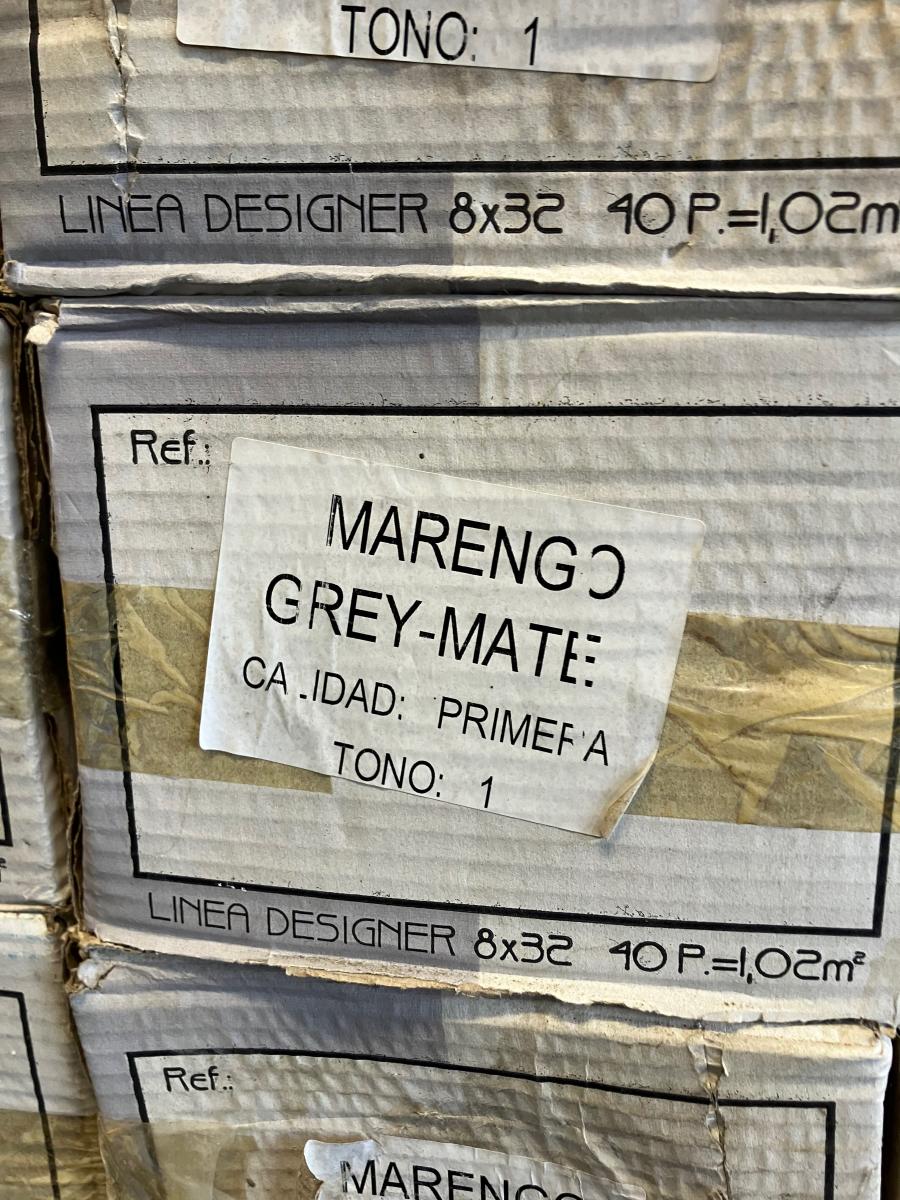 TONO: 1
LINEA DESIGNER 8x32 40 P.=1,02m
Ref.:
MARENGO
GREY-MATE
CALIDAD: PRIMERA
TONO: 1
LINEA DESIGNER 8x32 40 P.=1,02m²
Ref.:
MARENGO